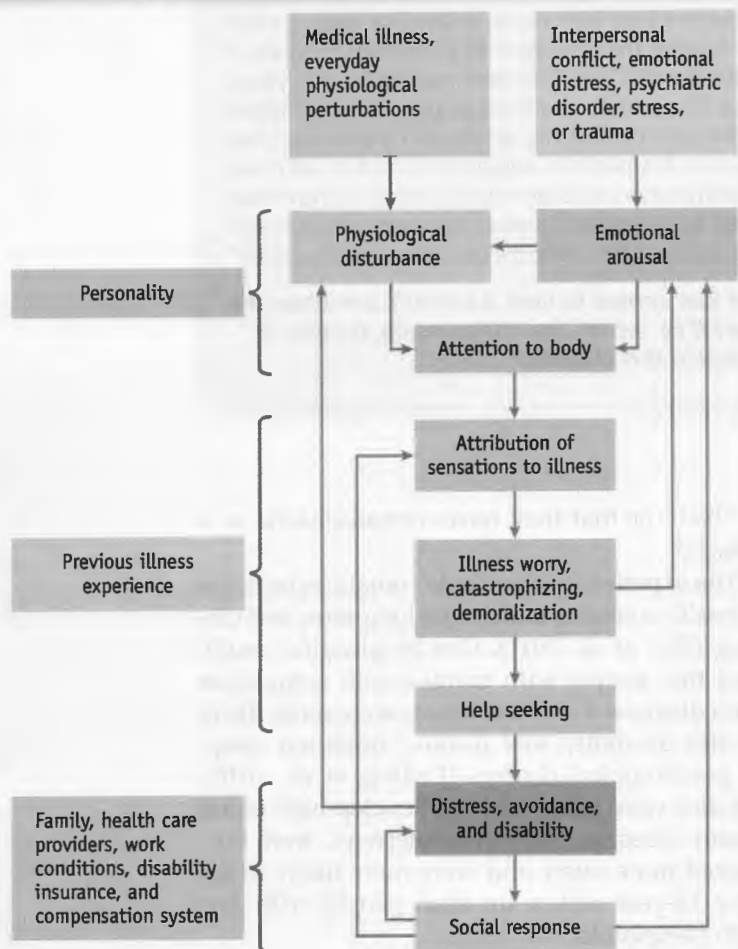 Medical illness,
everyday
physiological
perturbations
Interpersonal
conflict, emotional
distress, psychiatric
disorder, stress,
or trauma
Physiological
disturbance
Emotional
arousal
Personality
Attention to body
Attribution of
sensations to illness
Previous illness
experience
Illness worry,
catastrophizing,
demoralization
Help seeking
Family, health care
providers, work
conditions, disability
insurance, and
compensation system
Distress, avoidance,
and disability
Social response